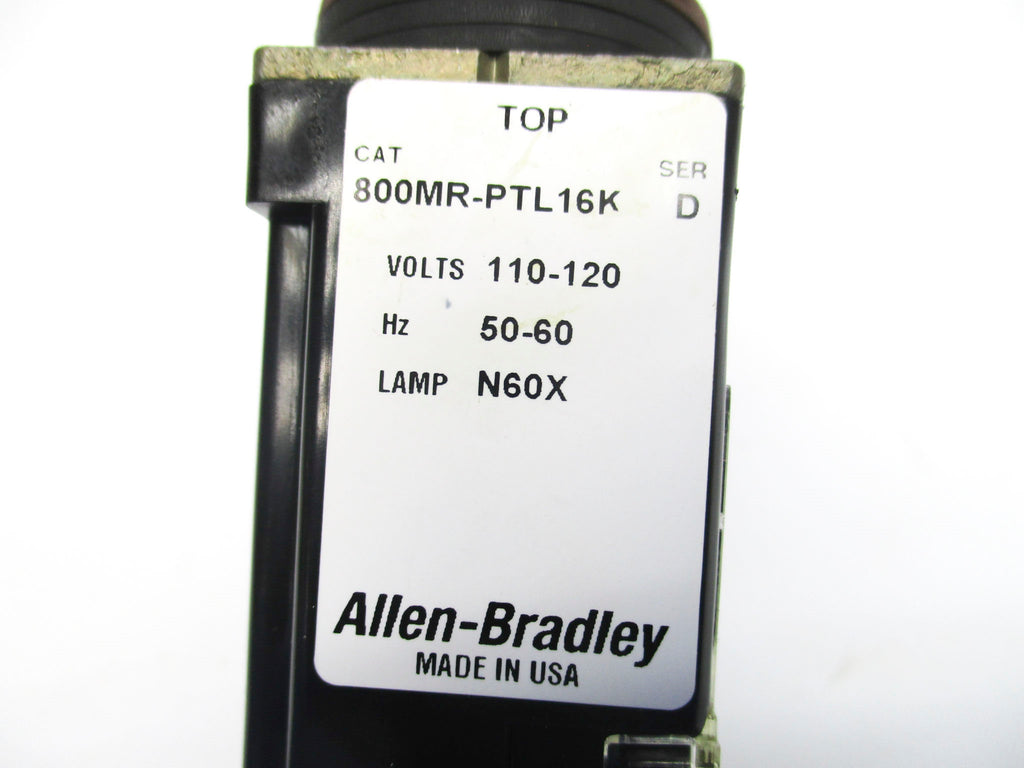 TOP
CAT SER
800MR-PTL16K D
VOLTS 110-120
Hz 50-60
LAMP N60X
Allen-Bradley
MADE IN USA